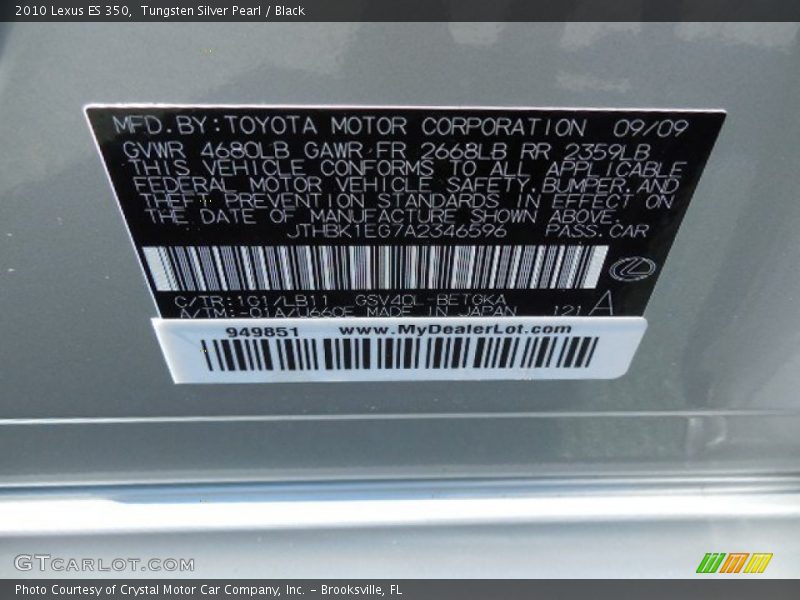 2010 Lexus ES 350,  Tungsten Silver Pearl / Black
MFD.BY:TOYOTA MOTOR CORPORATION 09/09
GVWR 4680LB GAWR FR 2668LB RR 2359LB
THIS VEHICLE CONFORMS TO ALL APPLICABLE
FEDERAL MOTOR VEHICLE SAFETY,BUMPER,AND
THEFT PREVENTION STANDARDS IN EFFECT ON
THE DATE OF MANUFACTURE SHOWN ABOVE.
JTHBK1EG7A2346596 PASS.CAR
C/TR:1G1/LB11 GSV40L-BETGKA
A/TM:-01A/U660E MADE IN JAPAN 121 A
949851 www.MyDealerLot.com
GTCARLOT.COM
Photo Courtesy of Crystal Motor Car Company, Inc. – Brooksville, FL